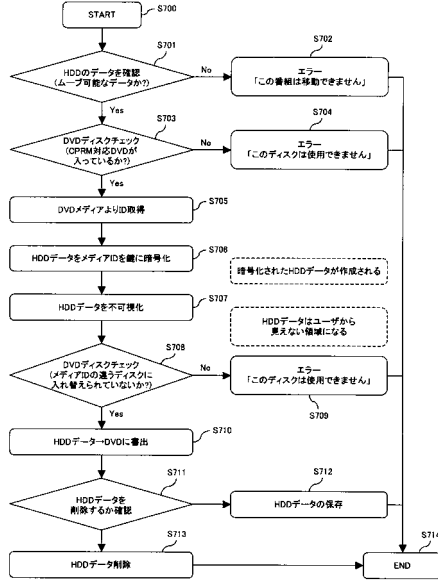 START
S700
S701
HDDのデータを確認
(ムーブ可能なデータか?)
No
S702
エラー
「この番組は移動できません」
Yes
S703
DVDディスクチェック
(CPRM対応DVDが
入っているか?)
No
S704
エラー
「このディスクは使用できません」
Yes
S705
DVDメディアよりID取得
S706
HDDデータをメディアIDを鍵に暗号化
暗号化されたHDDデータが作成される
S707
HDDデータを不可視化
HDDデータはユーザから
見えない領域になる
S708
DVDディスクチェック
(メディアIDの違うディスクに
入れ替えられていないか?)
No
エラー
「このディスクは使用できません」
S709
Yes
S710
HDDデータ→DVDに書出
S711
HDDデータを
削除するか確認
S712
HDDデータの保存
S713
HDDデータ削除
S714
END